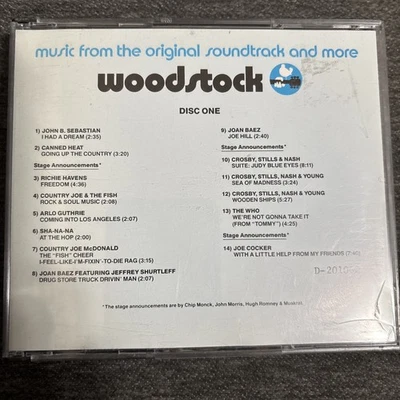 music from the original soundtrack and more
woodstock
DISC ONE
1) JOHN B. SEBASTIAN
I HAD A DREAM (2:35)
2) CANNED HEAT
GOING UP THE COUNTRY (3:20)
Stage Announcements*
3) RICHIE HAVENS
FREEDOM (4:36)
4) COUNTRY JOE & THE FISH
ROCK & SOUL MUSIC (2:08)
5) ARLO GUTHRIE
COMING INTO LOS ANGELES (2:07)
6) SHA-NA-NA
AT THE HOP (2:00)
7) COUNTRY JOE McDONALD
THE "FISH" CHEER
I-FEEL-LIKE-I'M-FIXIN'-TO-DIE RAG (3:15)
8) JOAN BAEZ FEATURING JEFFREY SHURTLEFF
DRUG STORE TRUCK DRIVIN' MAN (2:07)
9) JOAN BAEZ
JOE HILL (2:40)
Stage Announcements*
10) CROSBY, STILLS & NASH
SUITE: JUDY BLUE EYES (8:11)
11) CROSBY, STILLS, NASH & YOUNG
SEA OF MADNESS (3:24)
12) CROSBY, STILLS, NASH & YOUNG
WOODEN SHIPS (5:27)
13) THE WHO
WE'RE NOT GONNA TAKE IT
(FROM "TOMMY") (4:25)
Stage Announcements*
14) JOE COCKER
WITH A LITTLE HELP FROM MY FRIENDS
*The stage announcements are by Chip Monck, John Morris, Hugh Romney &